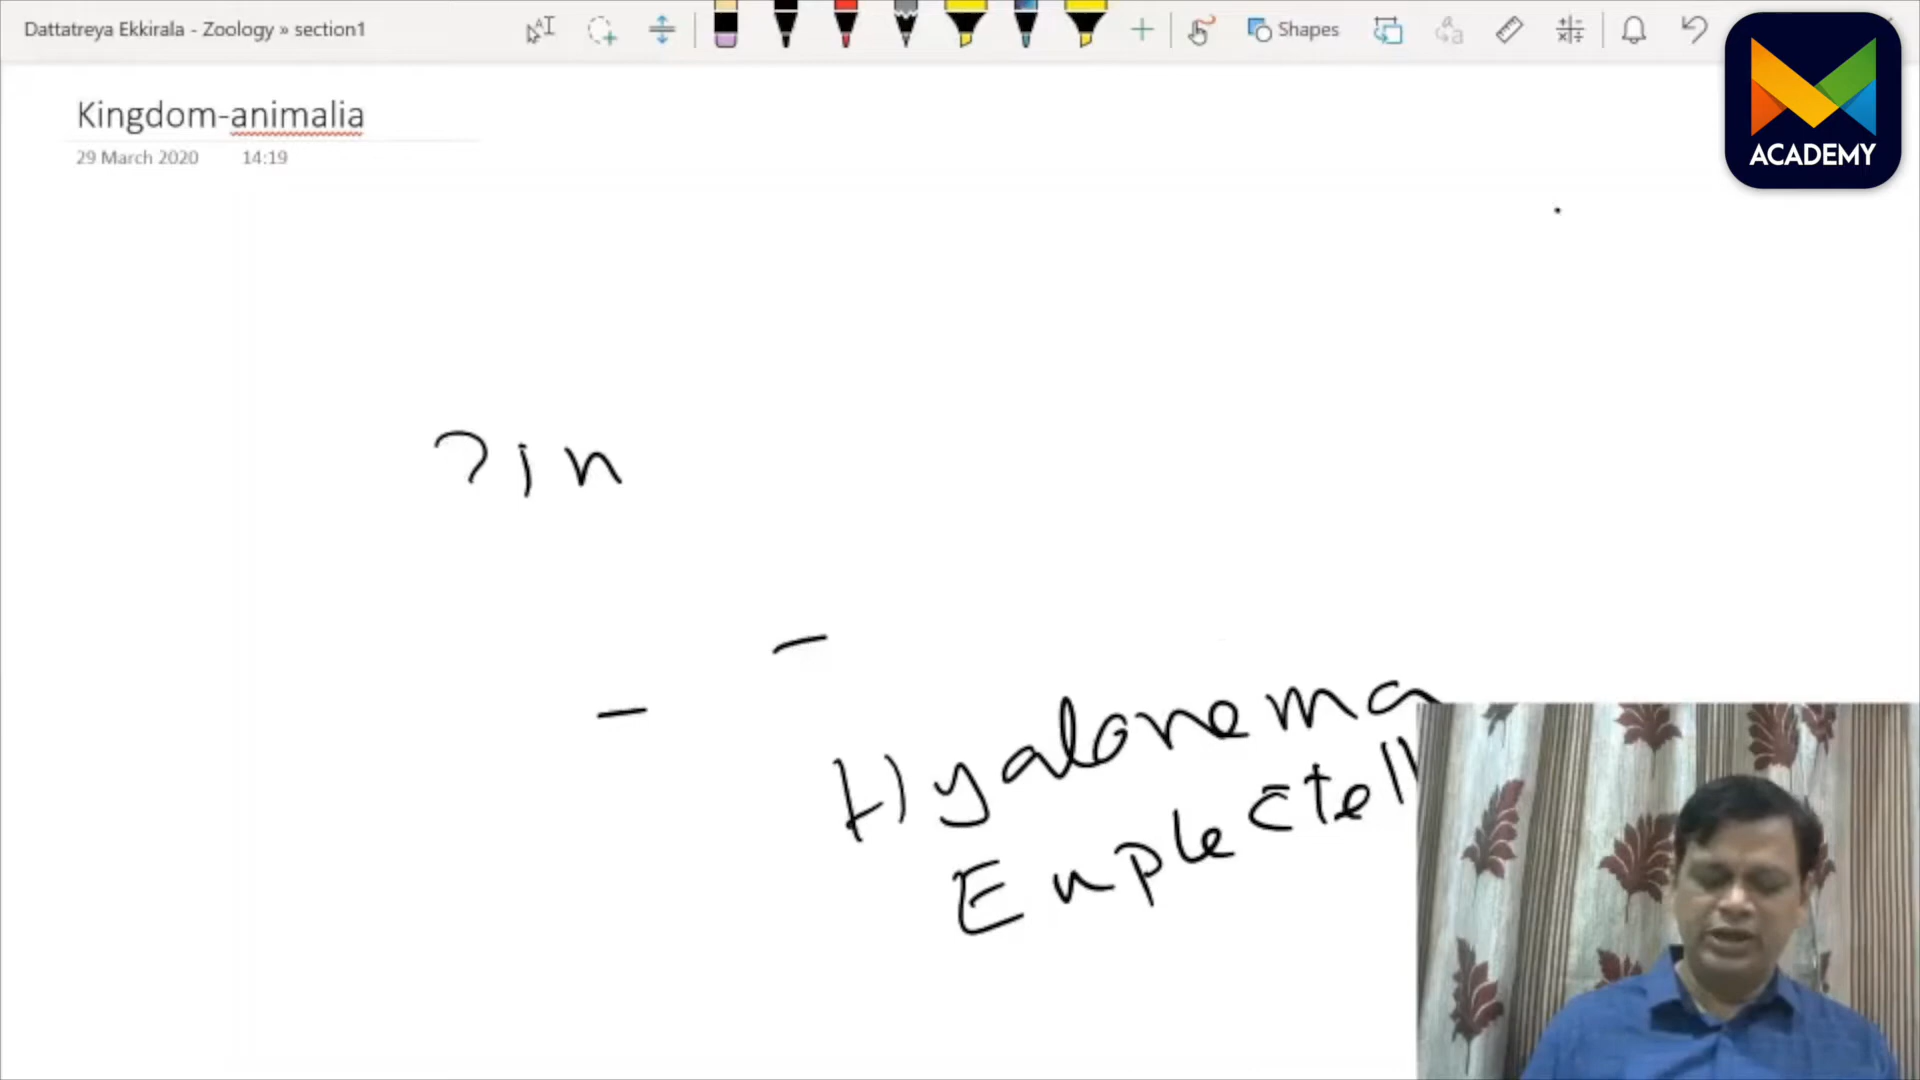 Dattatreya Ekkirala - Zoology » section1
Shapes
ACADEMY
Kingdom-animalia
29 March 2020 14:19
in
Hyalonema
Euplectell